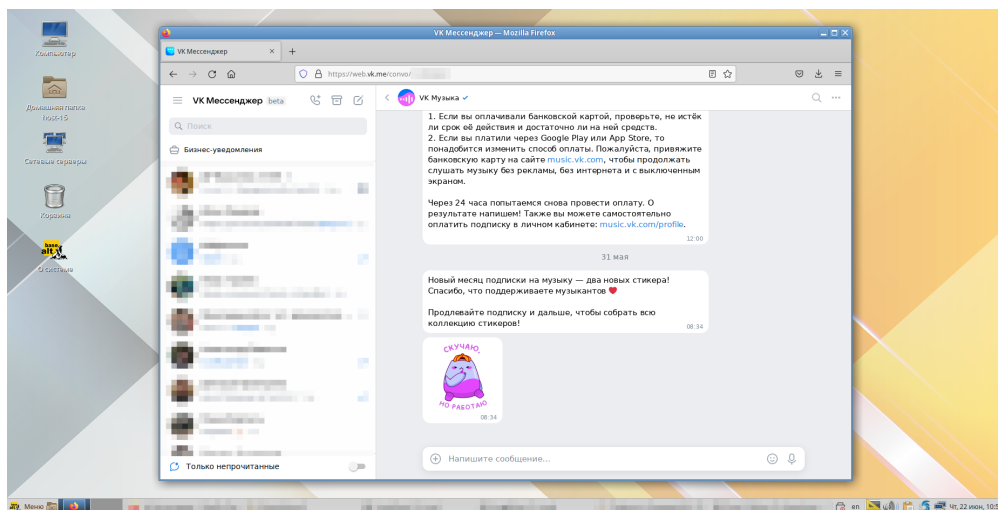 Компьютер
Домашняя папка
host-15
Сетевые серверы
Корзина
base
alt
О системе
VK Мессенджер — Mozilla Firefox
VK Мессенджер
https://web.vk.me/convo/
VK Мессенджер beta
Поиск
Бизнес-уведомления
Только непрочитанные
VK Музыка
1. Если вы оплачивали банковской картой, проверьте, не истёк
ли срок её действия и достаточно ли на ней средств.
2. Если вы платили через Google Play или App Store, то
понадобится изменить способ оплаты. Пожалуйста, привяжите
банковскую карту на сайте music.vk.com, чтобы продолжать
слушать музыку без рекламы, без интернета и с выключенным
экраном.
Через 24 часа попытаемся снова провести оплату. О
результате напишем! Также вы можете самостоятельно
оплатить подписку в личном кабинете: music.vk.com/profile.
12:00
31 мая
Новый месяц подписки на музыку — два новых стикера!
Спасибо, что поддерживаете музыкантов
Продлевайте подписку и дальше, чтобы собрать всю
коллекцию стикеров!
08:34
СКУЧАЮ,
НО РАБОТАЮ
08:34
Напишите сообщение...
Меню
en
Чт, 22 июн, 10:5